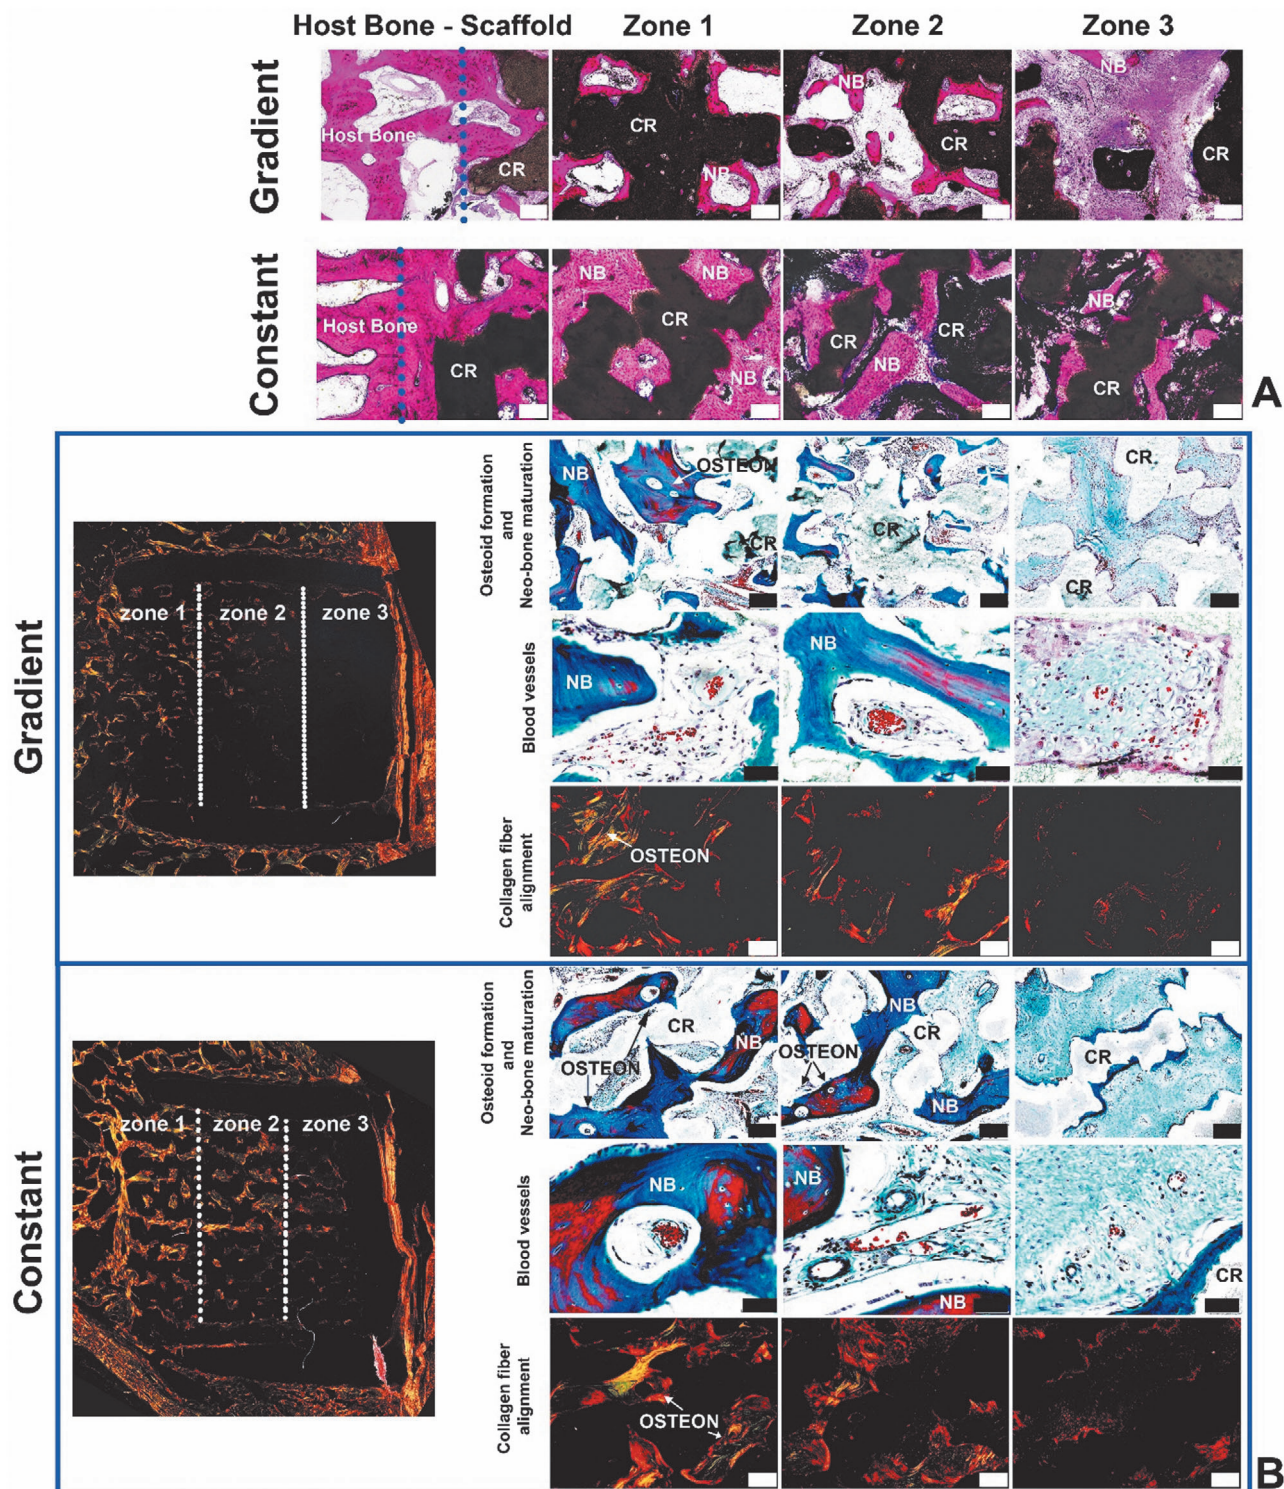 Host Bone - Scaffold Zone 1 Zone 2 Zone 3
Gradient
Host Bone
CR
CR
NB
NB
CR
NB
CR
Constant
Host Bone
CR
NB
NB
CR
NB
CR
CR
NB
NB
CR
A
Gradient
zone 1 zone 2 zone 3
Osteoid formation
and
Neo-bone maturation
NB
OSTEON
CR
CR
CR
CR
Blood vessels
NB
NB
Collagen fiber
alignment
OSTEON
Constant
zone 1 zone 2 zone 3
Osteoid formation
and
Neo-bone maturation
CR
NB
OSTEON
NB
OSTEON
CR
NB
CR
Blood vessels
NB
NB
NB
CR
Collagen fiber
alignment
OSTEON
B